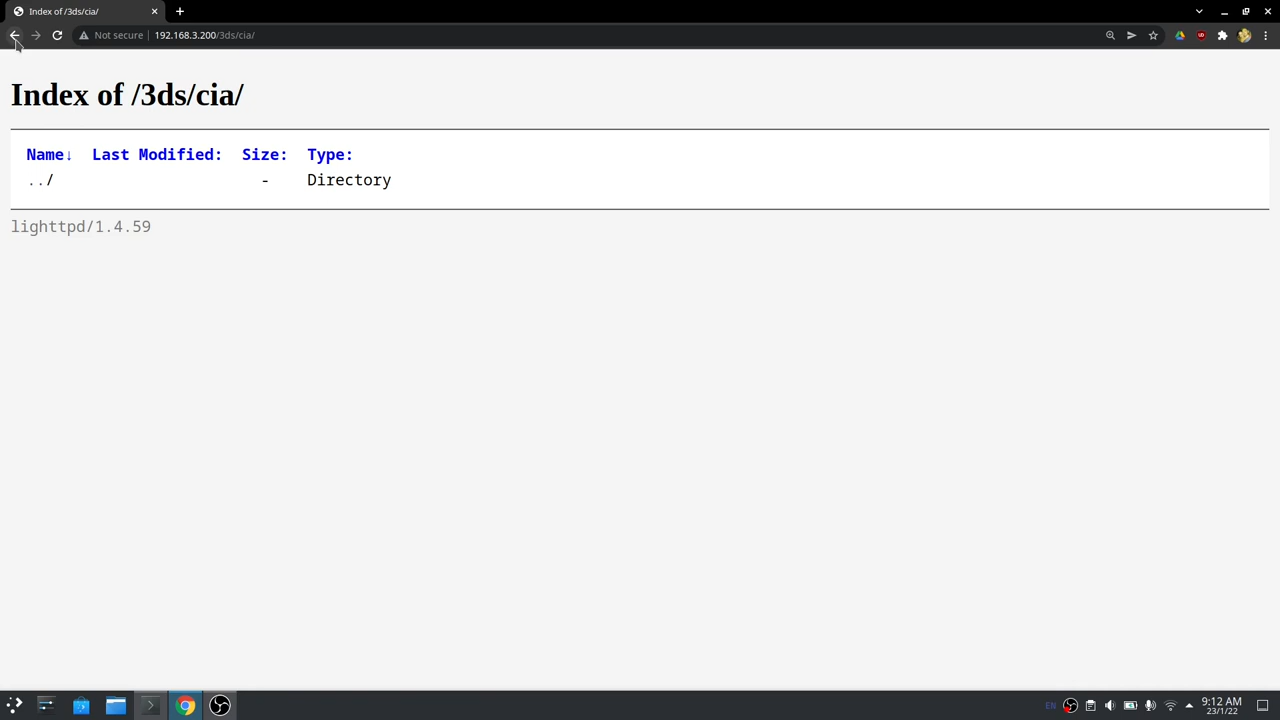 Index of /3ds/cia/
Not secure 192.168.3.200/3ds/cia/
Index of /3ds/cia/
Name↓ Last Modified: Size: Type:
../ - Directory
lighttpd/1.4.59
EN
9:12 AM
23/1/22